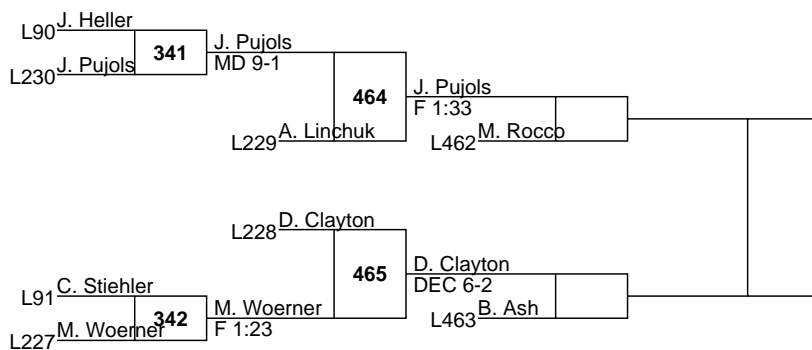 L90 J. Heller
341
J. Pujols
L230 J. Pujols
MD 9-1
464
J. Pujols
F 1:33
L229 A. Linchuk
L462 M. Rocco
L228 D. Clayton
465
D. Clayton
DEC 6-2
L91 C. Stiehler
342
M. Woerner
L463 B. Ash
L227 M. Woerner
F 1:23